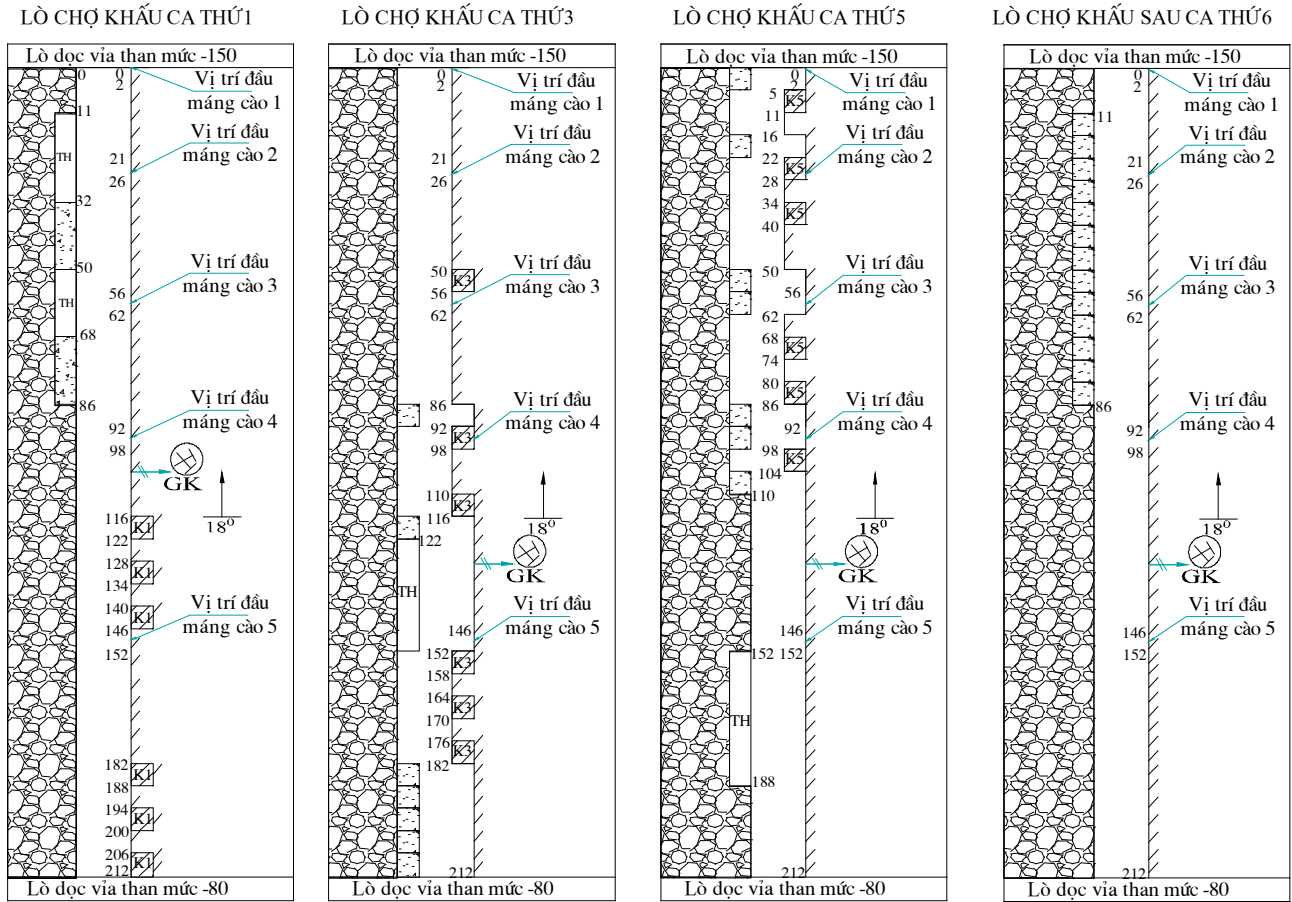 LÒ CHỢ KHẤU CA THỨ 1
Lò dọc vỉa than mức -150
0
0
2
Vị trí đầu
máng cào 1
11
TH
21
26
Vị trí đầu
máng cào 2
32
50
TH
56
62
Vị trí đầu
máng cào 3
68
86
92
98
Vị trí đầu
máng cào 4
GK
18⁰
116
K1
122
128
K1
134
140
K1
146
152
Vị trí đầu
máng cào 5
182
K1
188
194
K1
200
206
K1
212
Lò dọc vỉa than mức -80
LÒ CHỢ KHẤU CA THỨ 3
Lò dọc vỉa than mức -150
0
2
Vị trí đầu
máng cào 1
21
26
Vị trí đầu
máng cào 2
50
K3
56
62
Vị trí đầu
máng cào 3
86
92
K3
98
Vị trí đầu
máng cào 4
110
K3
116
122
18⁰
GK
TH
146
Vị trí đầu
máng cào 5
152
K3
158
164
K3
170
176
K3
182
212
Lò dọc vỉa than mức -80
LÒ CHỢ KHẤU CA THỨ 5
Lò dọc vỉa than mức -150
0
2
5
K5
11
Vị trí đầu
máng cào 1
16
22
K5
28
Vị trí đầu
máng cào 2
34
K5
40
50
56
62
Vị trí đầu
máng cào 3
68
K5
74
80
K5
86
92
Vị trí đầu
máng cào 4
98
K5
104
110
18⁰
GK
146
Vị trí đầu
máng cào 5
152
152
TH
188
212
Lò dọc vỉa than mức -80
LÒ CHỢ KHẤU SAU CA THỨ 6
Lò dọc vỉa than mức -150
0
2
Vị trí đầu
máng cào 1
11
21
26
Vị trí đầu
máng cào 2
56
62
Vị trí đầu
máng cào 3
86
92
98
Vị trí đầu
máng cào 4
18⁰
GK
146
152
Vị trí đầu
máng cào 5
212
Lò dọc vỉa than mức -80